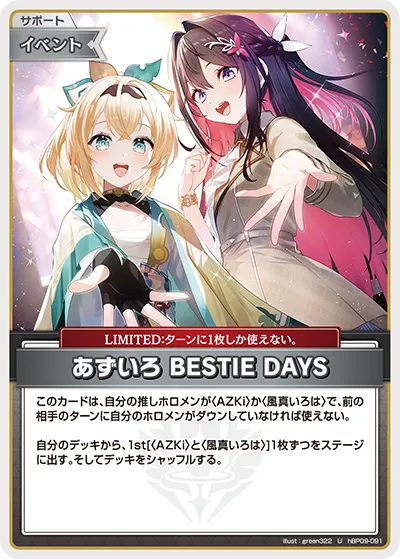 サポート
イベント
LIMITED:ターンに1枚しか使えない。
あずいろ BESTIE DAYS
このカードは、自分の推しホロメンが〈AZKi〉か〈風真いろは〉で、前の
相手のターンに自分のホロメンがダウンしていなければ使えない。
自分のデッキから、1st[〈AZKi〉と〈風真いろは〉]1枚ずつをステージ
に出す。そしてデッキをシャッフルする。
illust : green322 U hBP09-091